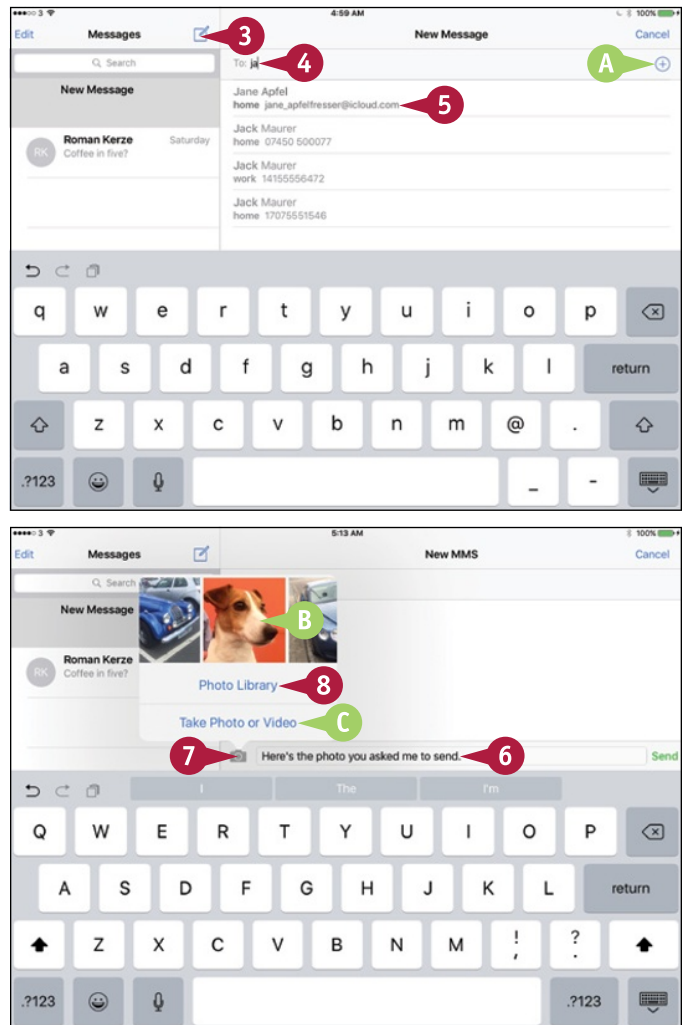 3 4:59 AM 100%
Edit Messages 3 New Message Cancel
Search
To: ja 4 A
New Message
Jane Apfel
home jane_apfelfresser@icloud.com 5
Jack Maurer
home 07450 500077
RK Roman Kerze Saturday
Coffee in five?
Jack Maurer
work 14155556472
Jack Maurer
home 17075551546
q w e r t y u i o p
a s d f g h j k l return
z x c v b n m @ .
.?123 _ -
3 5:13 AM 100%
Edit Messages New MMS Cancel
Search
New Message
B
RK Roman Kerze
Coffee in five?
Photo Library 8
Take Photo or Video C
7 Here's the photo you asked me to send. 6 Send
I The I'm
Q W E R T Y U I O P
A S D F G H J K L return
Z X C V B N M ! , ? .
.?123 .?123